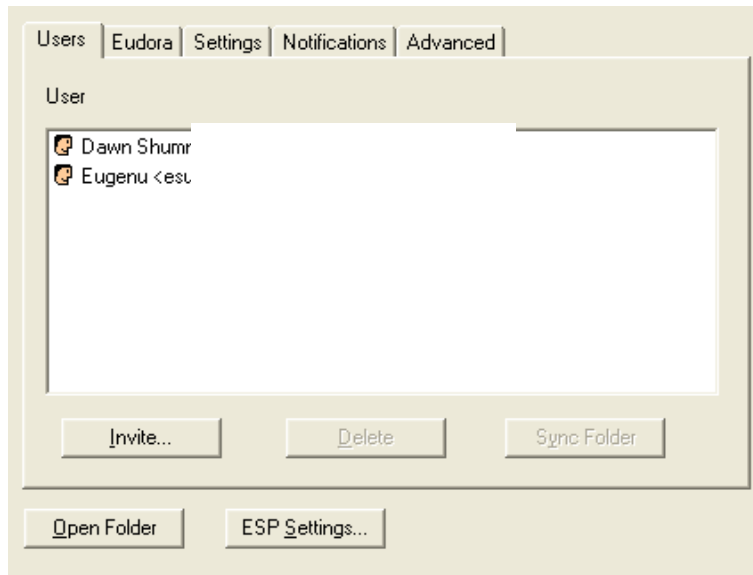 Users Eudora Settings Notifications Advanced
User
Dawn Shumr
Eugenu <esu
Invite... Delete Sync Folder
Open Folder ESP Settings...